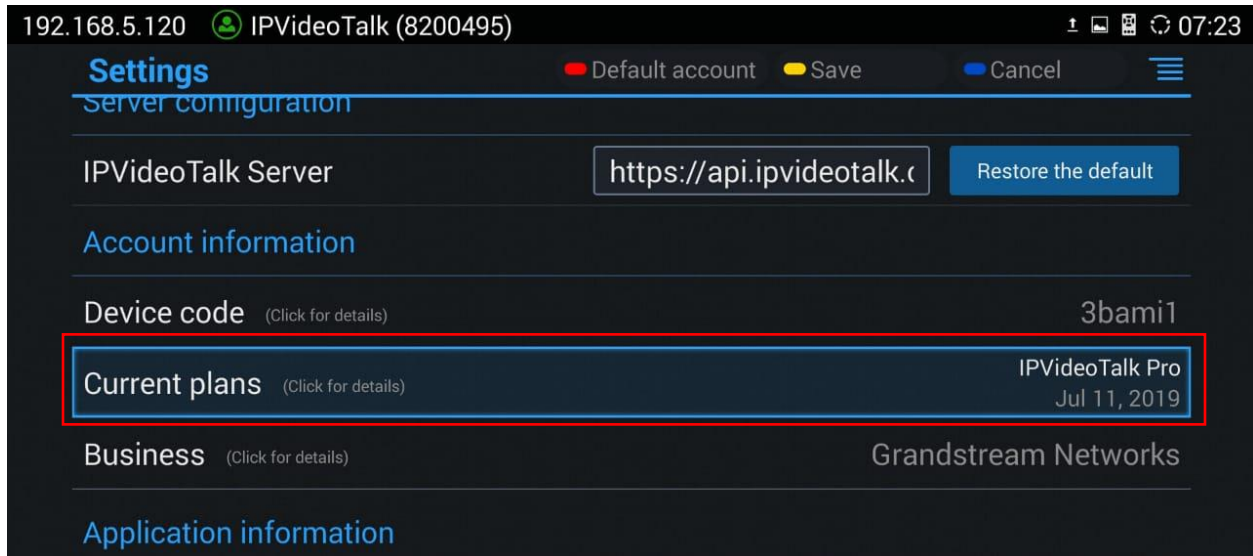 192.168.5.120 IPVideoTalk (8200495) 07:23
Settings Default account Save Cancel
Server configuration
IPVideoTalk Server https://api.ipvideotalk.c Restore the default
Account information
Device code (Click for details) 3bami1
Current plans (Click for details) IPVideoTalk Pro
Jul 11, 2019
Business (Click for details) Grandstream Networks
Application information